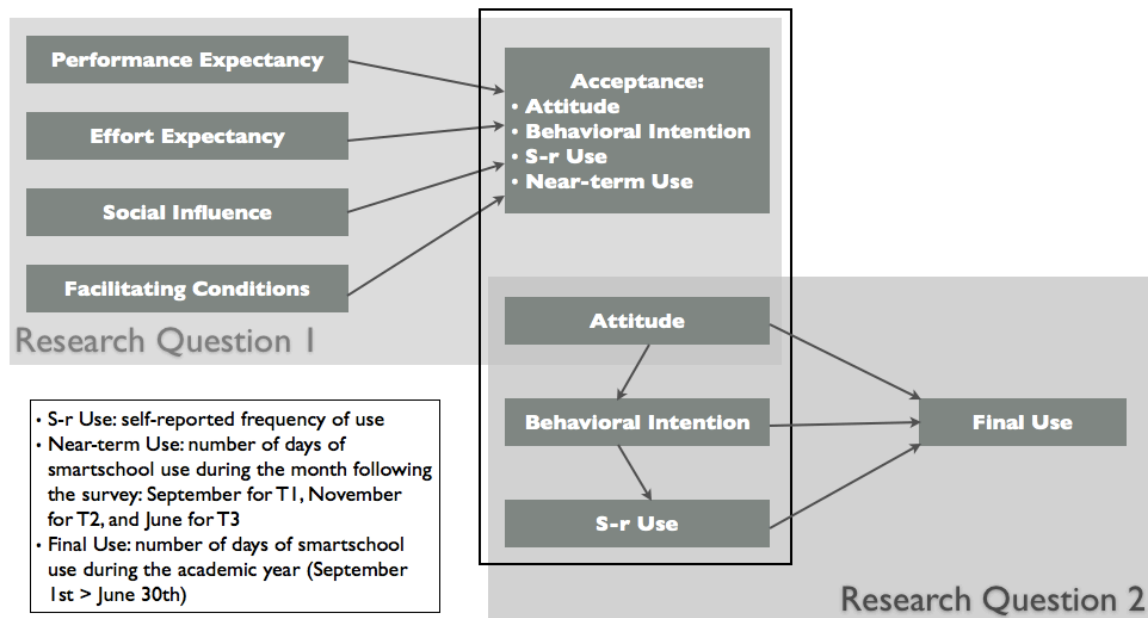 Performance Expectancy
Effort Expectancy
Social Influence
Facilitating Conditions
Research Question 1
Acceptance:
• Attitude
• Behavioral Intention
• S-r Use
• Near-term Use
Attitude
Behavioral Intention
S-r Use
Final Use
Research Question 2
• S-r Use: self-reported frequency of use
• Near-term Use: number of days of
smartschool use during the month following
the survey: September for T1, November
for T2, and June for T3
• Final Use: number of days of smartschool
use during the academic year (September
1st > June 30th)